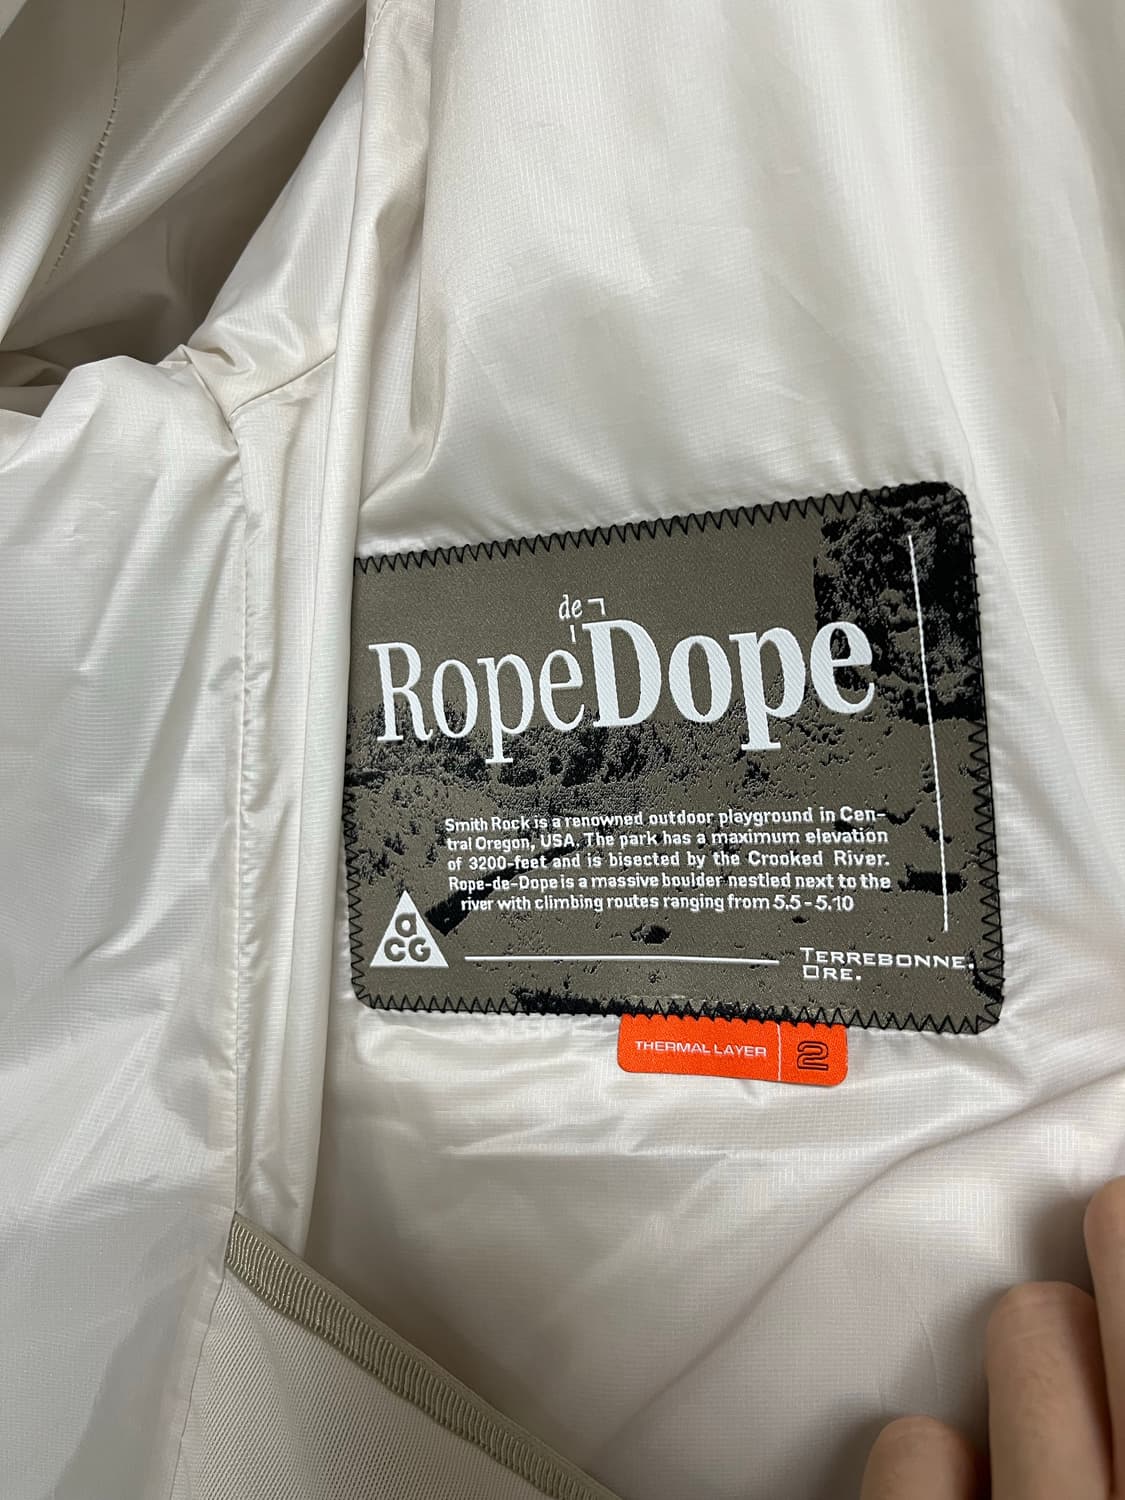 de
RopeDope
Smith Rock is a renowned outdoor playground in Cen-
tral Oregon, USA. The park has a maximum elevation
of 3200-feet and is bisected by the Crooked River.
Rope-de-Dope is a massive boulder nestled next to the
river with climbing routes ranging from 5.5 - 5.10
a
CG
TERREBONNE.
ORE.
THERMAL LAYER 2